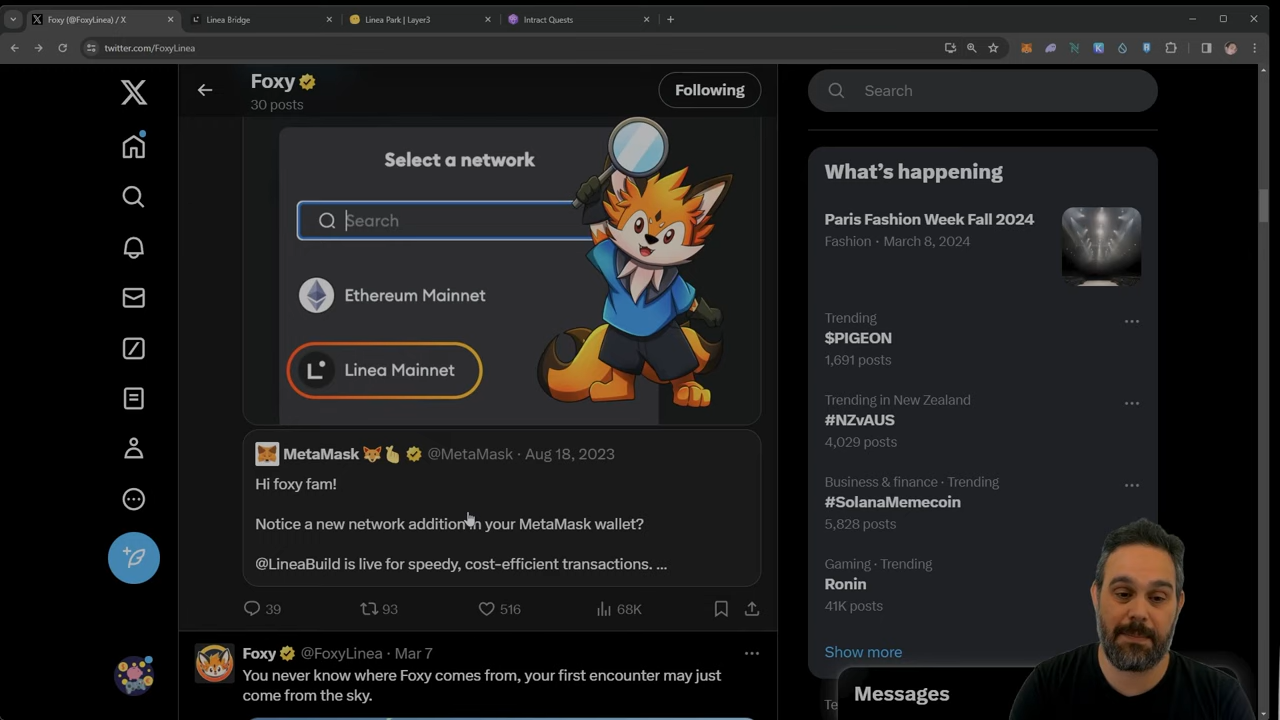 Foxy (@FoxyLinea) / X
Linea Bridge
Linea Park | Layer3
Intract Quests
twitter.com/FoxyLinea
Foxy
30 posts
Following
Search
Select a network
Search
Ethereum Mainnet
Linea Mainnet
MetaMask 🦊🫰 @MetaMask · Aug 18, 2023
Hi foxy fam!
Notice a new network addition in your MetaMask wallet?
@LineaBuild is live for speedy, cost-efficient transactions. ...
39
93
516
68K
Foxy @FoxyLinea · Mar 7
You never know where Foxy comes from, your first encounter may just
come from the sky.
What's happening
Paris Fashion Week Fall 2024
Fashion · March 8, 2024
Trending
$PIGEON
1,691 posts
Trending in New Zealand
#NZvAUS
4,029 posts
Business & finance · Trending
#SolanaMemecoin
5,828 posts
Gaming · Trending
Ronin
41K posts
Show more
Messages